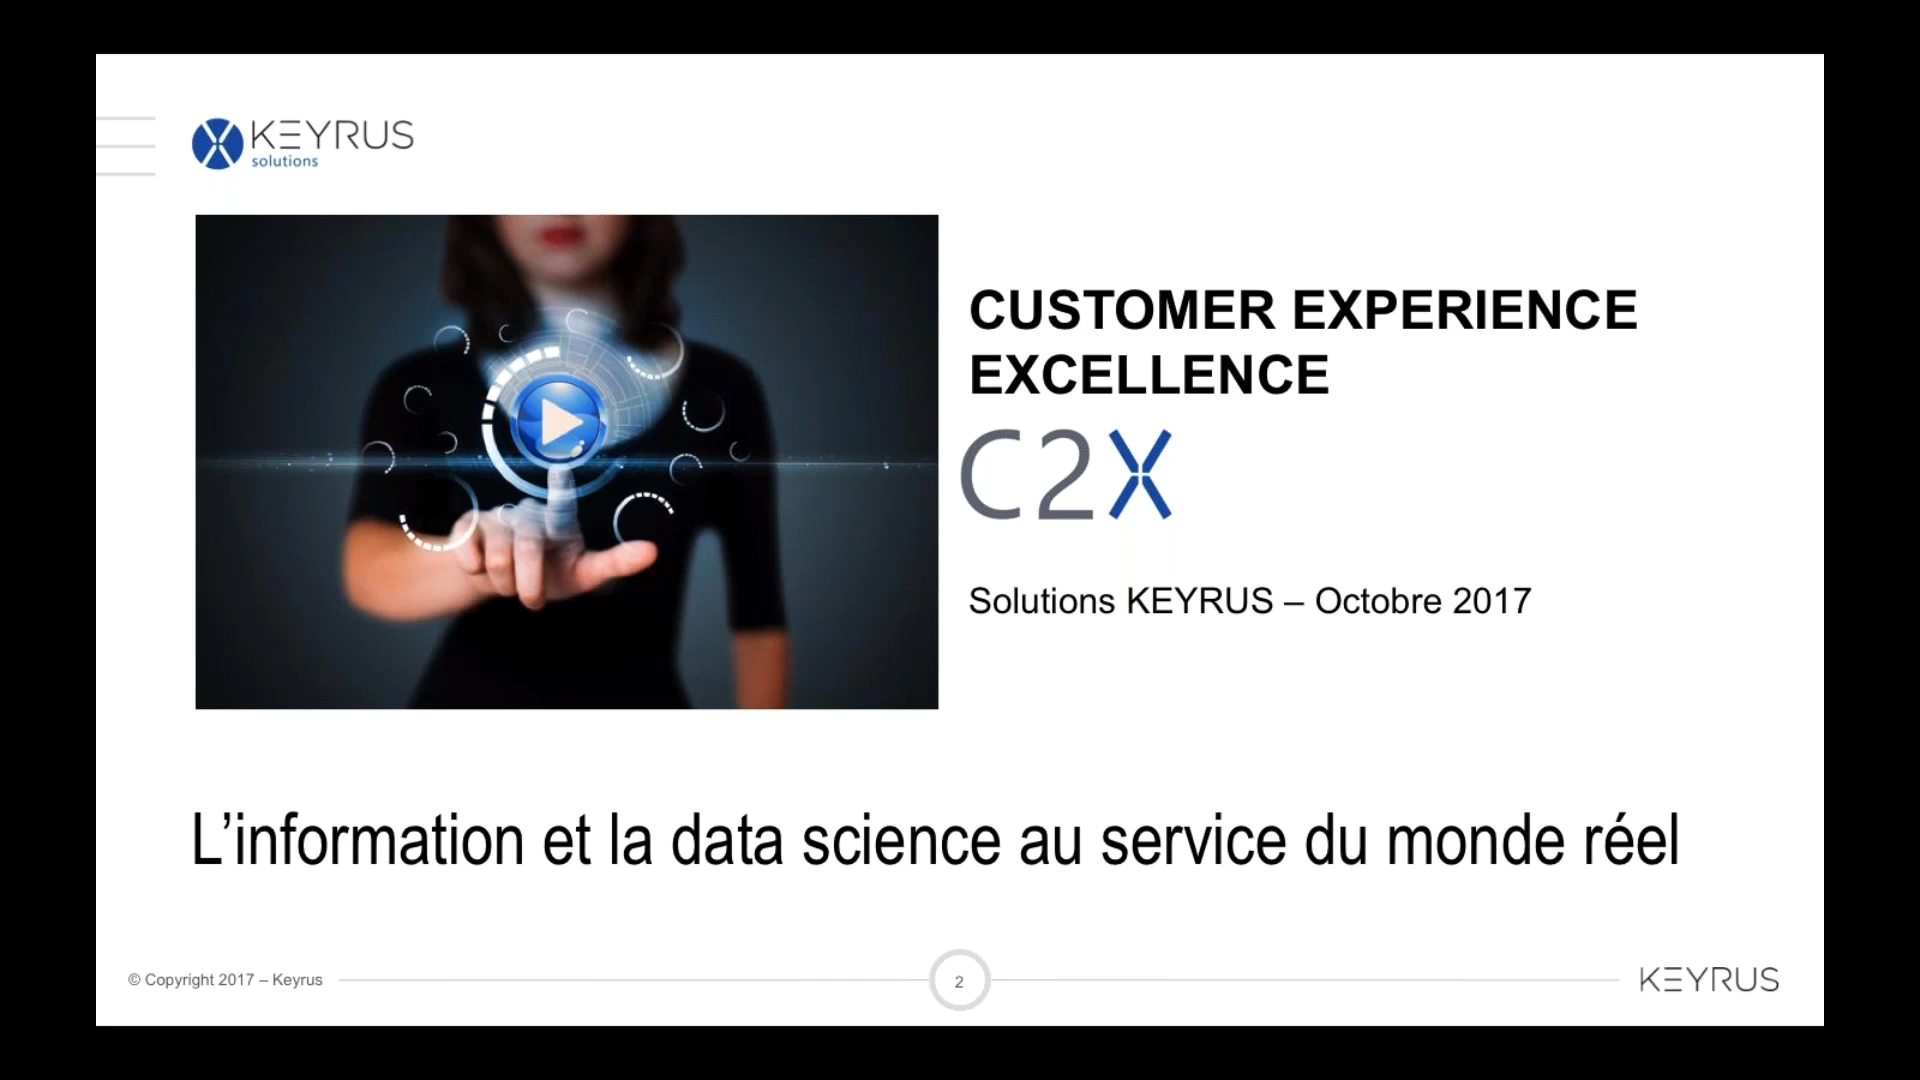 KEYRUS
solutions
CUSTOMER EXPERIENCE
EXCELLENCE
C2X
Solutions KEYRUS – Octobre 2017
L’information et la data science au service du monde réel
© Copyright 2017 – Keyrus
2
KEYRUS